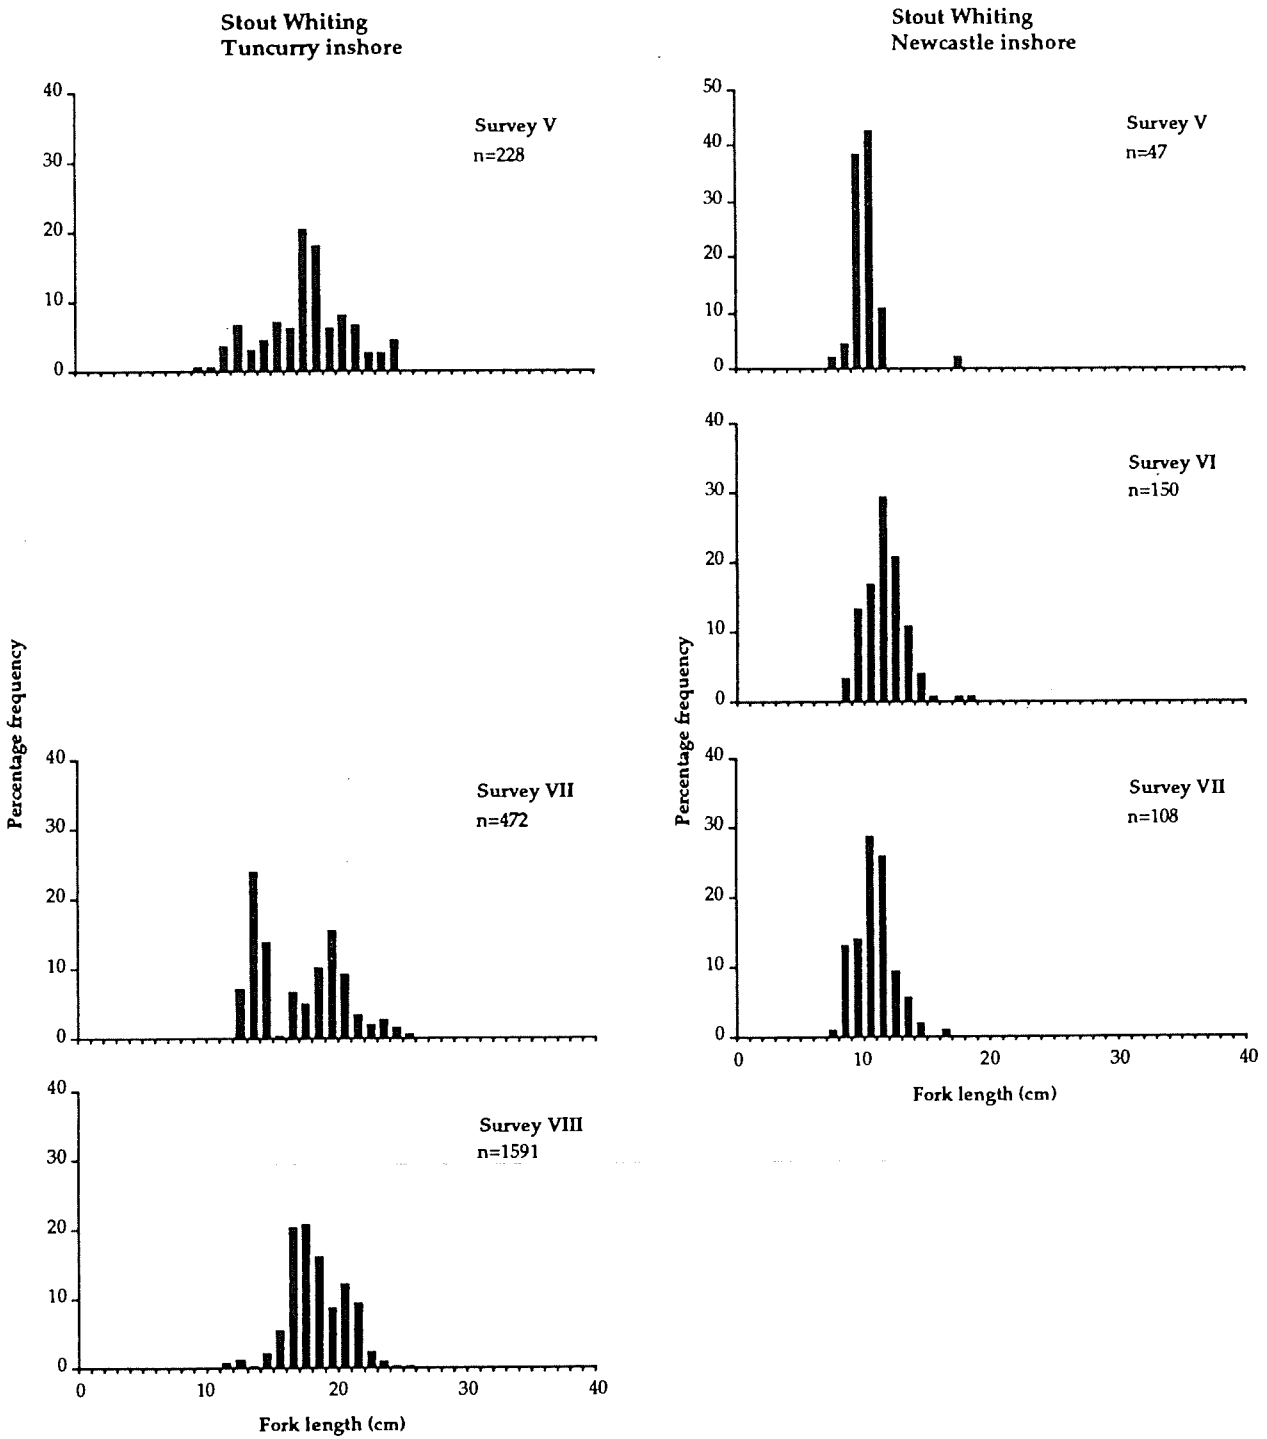 Stout Whiting
Tuncurry inshore
40
30
20
10
0
Survey V
n=228
Percentage frequency
40
30
20
10
0
Survey VII
n=472
40
30
20
10
0
Survey VIII
n=1591
0 10 20 30 40
Fork length (cm)
Stout Whiting
Newcastle inshore
50
40
30
20
10
0
Survey V
n=47
40
30
20
10
0
Survey VI
n=150
Percentage frequency
40
30
20
10
0
Survey VII
n=108
0 10 20 30 40
Fork length (cm)